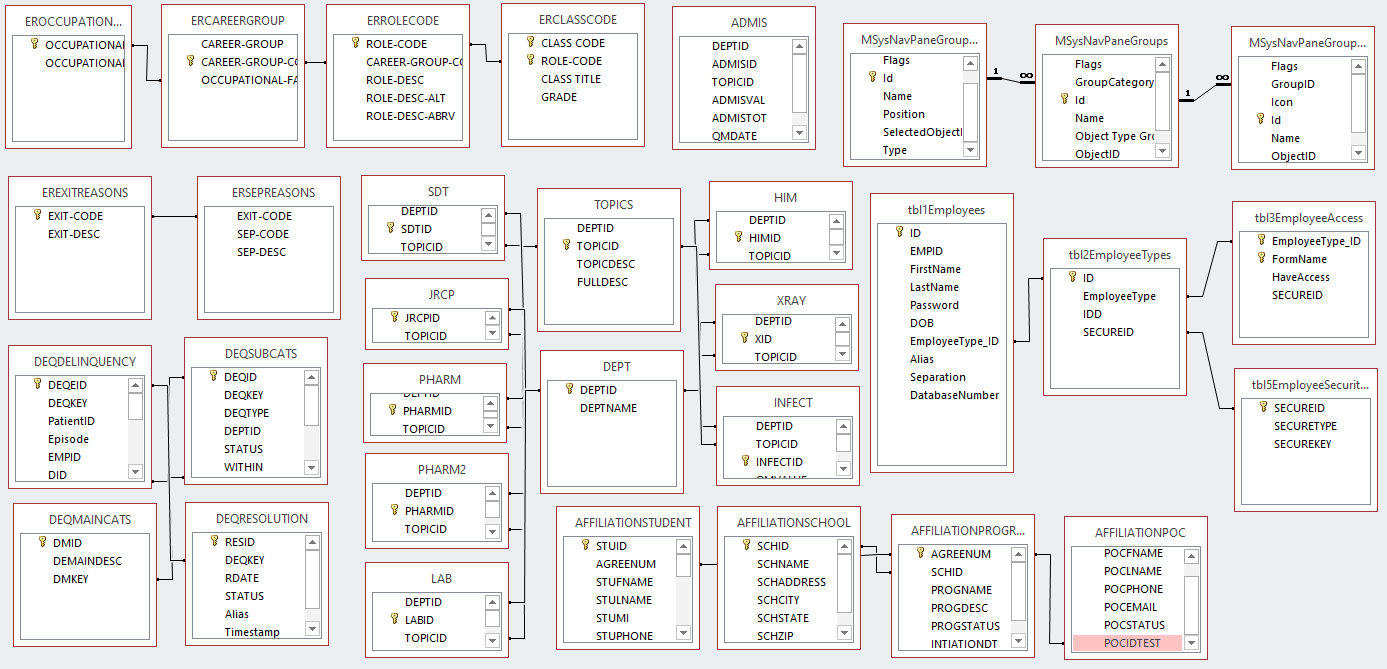 EROCCUPATION...
OCCUPATIONAL
OCCUPATIONAL
ERCAREERGROUP
CAREER-GROUP
CAREER-GROUP-CO
OCCUPATIONAL-FA
ERROLECODE
ROLE-CODE
CAREER-GROUP-CO
ROLE-DESC
ROLE-DESC-ALT
ROLE-DESC-ABRV
ERCLASSCODE
CLASS CODE
ROLE-CODE
CLASS TITLE
GRADE
ADMIS
DEPTID
ADMISID
TOPICID
ADMISVAL
ADMISTOT
QMDATE
MSysNavPaneGroup...
Flags
Id
Name
Position
SelectedObjectI
Type
1
∞
MSysNavPaneGroups
Flags
GroupCategory
Id
Name
Object Type Gro
ObjectID
1
∞
MSysNavPaneGroup...
Flags
GroupID
Icon
Id
Name
ObjectID
EREXITREASONS
EXIT-CODE
EXIT-DESC
ERSEPREASONS
EXIT-CODE
SEP-CODE
SEP-DESC
SDT
DEPTID
SDTID
TOPICID
TOPICS
DEPTID
TOPICID
TOPICDESC
FULLDESC
HIM
DEPTID
HIMID
TOPICID
tbl1Employees
ID
EMPID
FirstName
LastName
Password
DOB
EmployeeType_ID
Alias
Separation
DatabaseNumber
tbl2EmployeeTypes
ID
EmployeeType
IDD
SECUREID
tbl3EmployeeAccess
EmployeeType_ID
FormName
HaveAccess
SECUREID
JRCP
JRCPID
TOPICID
XRAY
DEPTID
XID
TOPICID
DEQDELINQUENCY
DEQEID
DEQKEY
PatientID
Episode
EMPID
DID
DEQSUBCATS
DEQID
DEQKEY
DEQTYPE
DEPTID
STATUS
WITHIN
PHARM
DEPTID
PHARMID
TOPICID
DEPT
DEPTID
DEPTNAME
INFECT
DEPTID
TOPICID
INFECTID
QMVALUE
tbl5EmployeeSecurit...
SECUREID
SECURETYPE
SECUREKEY
PHARM2
DEPTID
PHARMID
TOPICID
DEQMAINCATS
DMID
DEMAINDESC
DMKEY
DEQRESOLUTION
RESID
DEQKEY
RDATE
STATUS
Alias
Timestamp
LAB
DEPTID
LABID
TOPICID
AFFILIATIONSTUDENT
STUID
AGREENUM
STUFNAME
STULNAME
STUMI
STUPHONE
AFFILIATIONSCHOOL
SCHID
SCHNAME
SCHADDRESS
SCHCITY
SCHSTATE
SCHZIP
AFFILIATIONPROGR...
AGREENUM
SCHID
PROGNAME
PROGDESC
PROGSTATUS
INTIATIONDT
AFFILIATIONPOC
POCFNAME
POCLNAME
POCPHONE
POCEMAIL
POCSTATUS
POCIDTEST